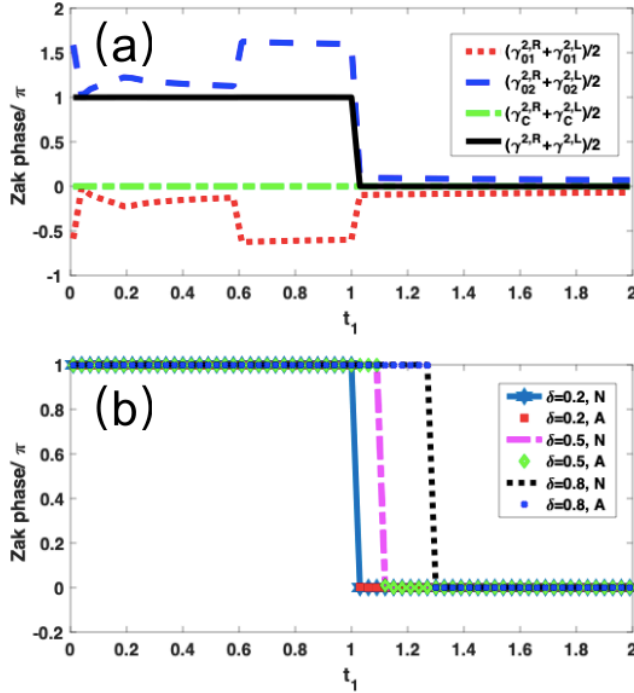 (a)
2
1.5
1
0.5
0
-0.5
-1
Zak phase/ π
(γ₀₁^{2,R}+γ₀₁^{2,L})/2
(γ₀₂^{2,R}+γ₀₂^{2,L})/2
(γ_C^{2,R}+γ_C^{2,L})/2
(γ^{2,R}+γ^{2,L})/2
0 0.2 0.4 0.6 0.8 1 1.2 1.4 1.6 1.8 2
t₁
(b)
1
0.8
0.6
0.4
0.2
0
-0.2
Zak phase/ π
δ=0.2, N
δ=0.2, A
δ=0.5, N
δ=0.5, A
δ=0.8, N
δ=0.8, A
0 0.2 0.4 0.6 0.8 1 1.2 1.4 1.6 1.8 2
t₁